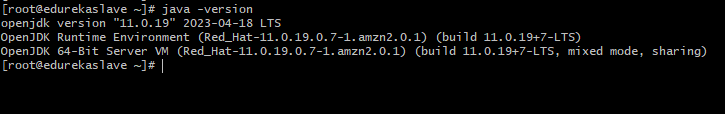 [root@edurekaslave ~]# java -version
openjdk version "11.0.19" 2023-04-18 LTS
OpenJDK Runtime Environment (Red_Hat-11.0.19.0.7-1.amzn2.0.1) (build 11.0.19+7-LTS)
OpenJDK 64-Bit Server VM (Red_Hat-11.0.19.0.7-1.amzn2.0.1) (build 11.0.19+7-LTS, mixed mode, sharing)
[root@edurekaslave ~]#